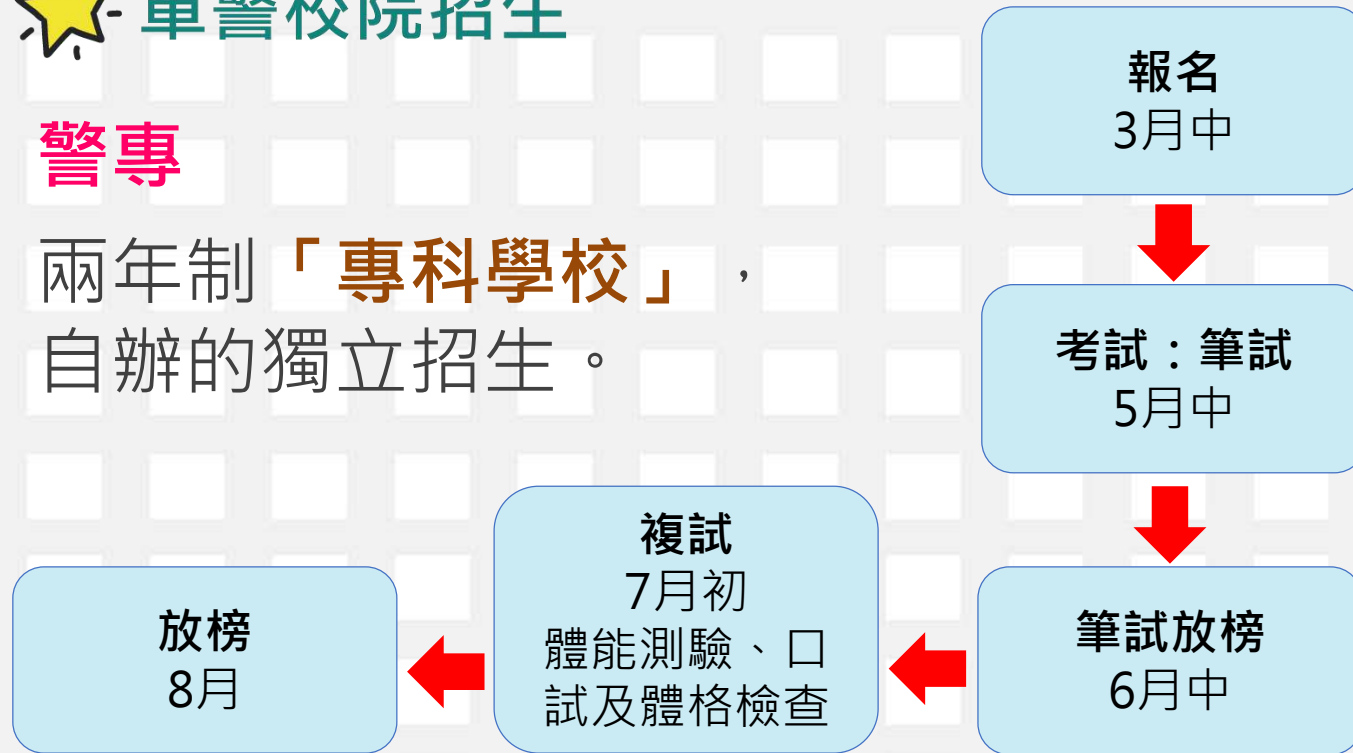 軍警校院招生
警專
兩年制「專科學校」，
自辦的獨立招生。
報名
3月中
考試：筆試
5月中
筆試放榜
6月中
複試
7月初
體能測驗、口
試及體格檢查
放榜
8月